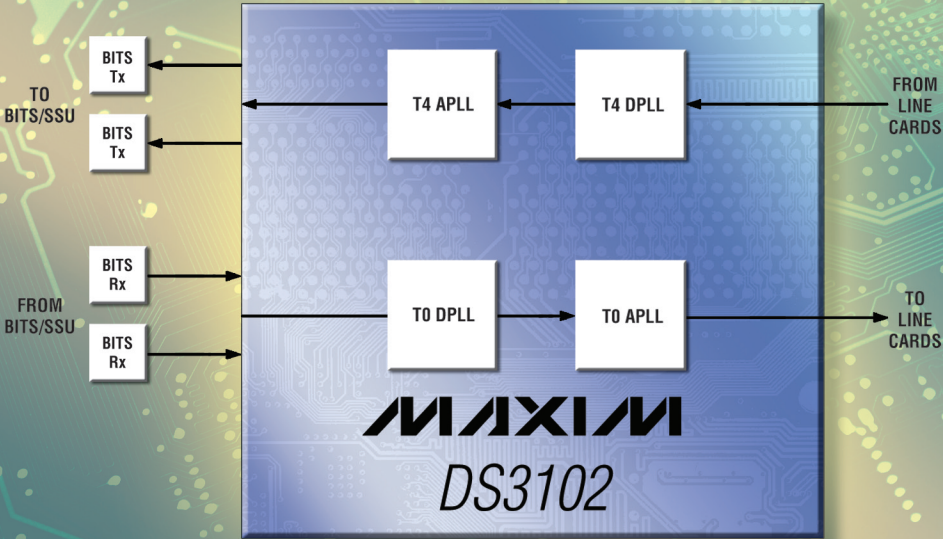 TO
BITS/SSU
BITS
Tx
BITS
Tx
T4 APLL
T4 DPLL
FROM
LINE
CARDS
FROM
BITS/SSU
BITS
Rx
BITS
Rx
T0 DPLL
T0 APLL
TO
LINE
CARDS
MAXIM
DS3102